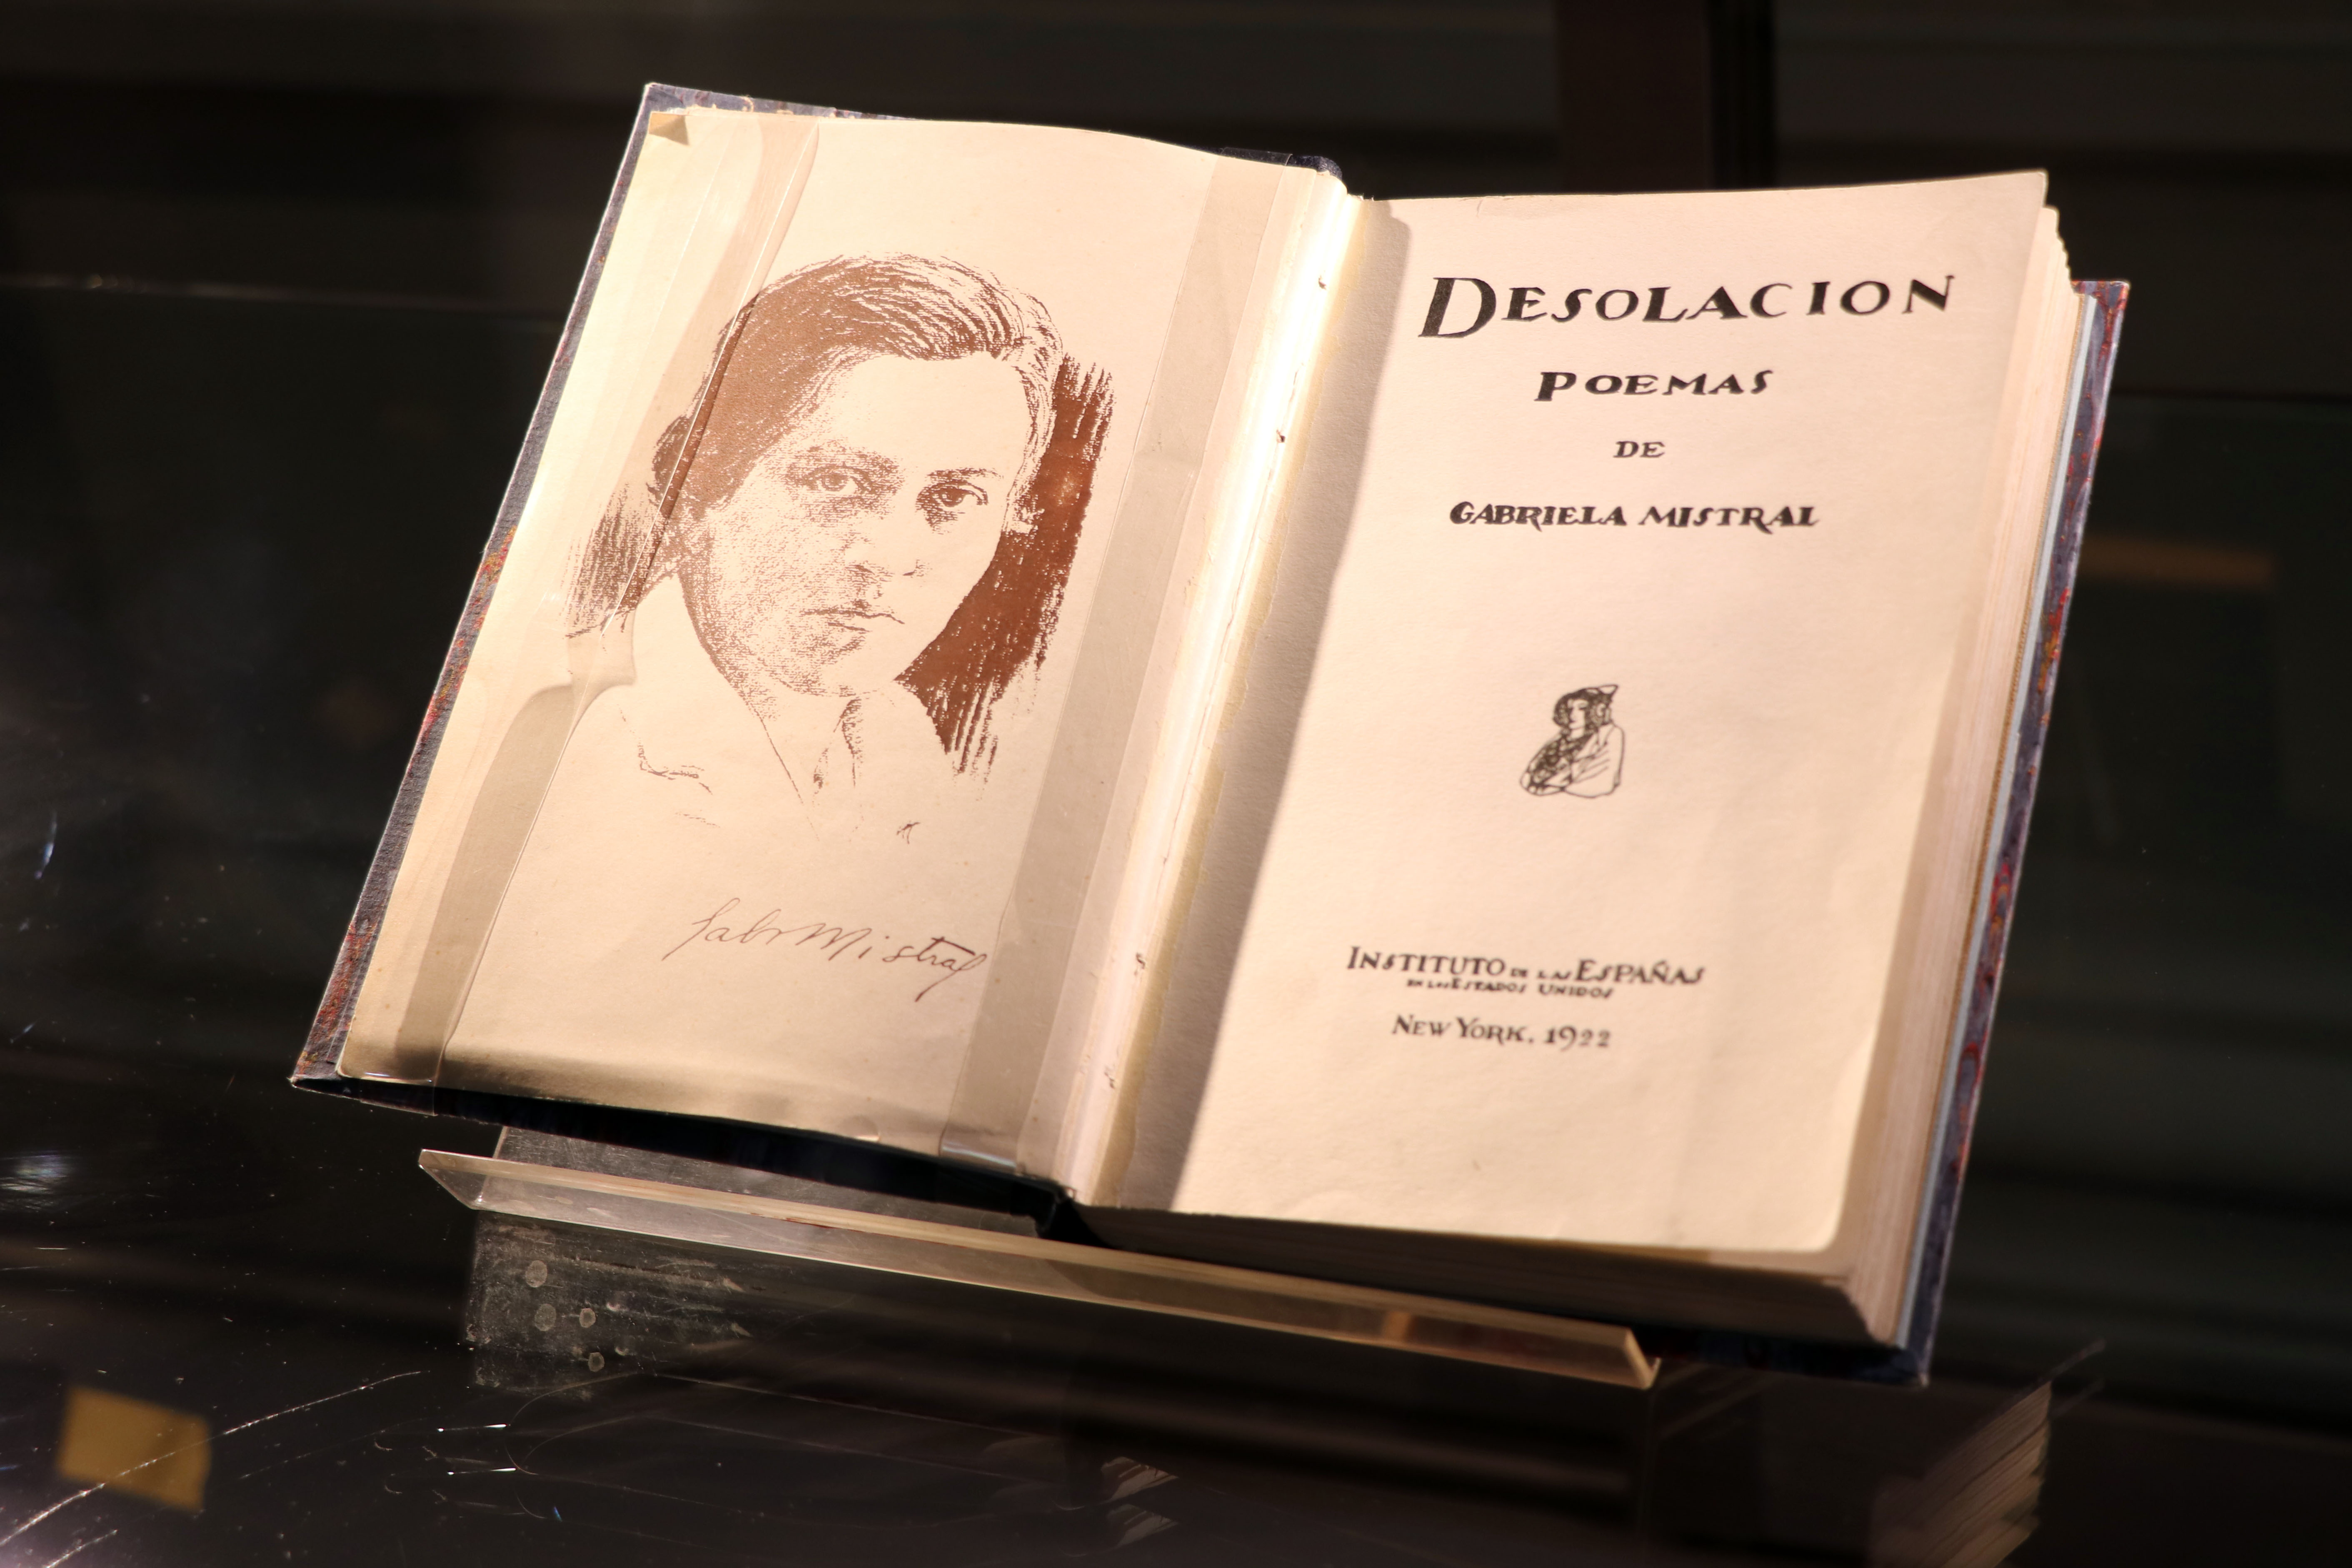 Gabr Mistral
DESOLACION
POEMAS
DE
GABRIELA MISTRAL
INSTITUTO DE LAS ESPAÑAS
EN LOS ESTADOS UNIDOS
NEW YORK, 1922